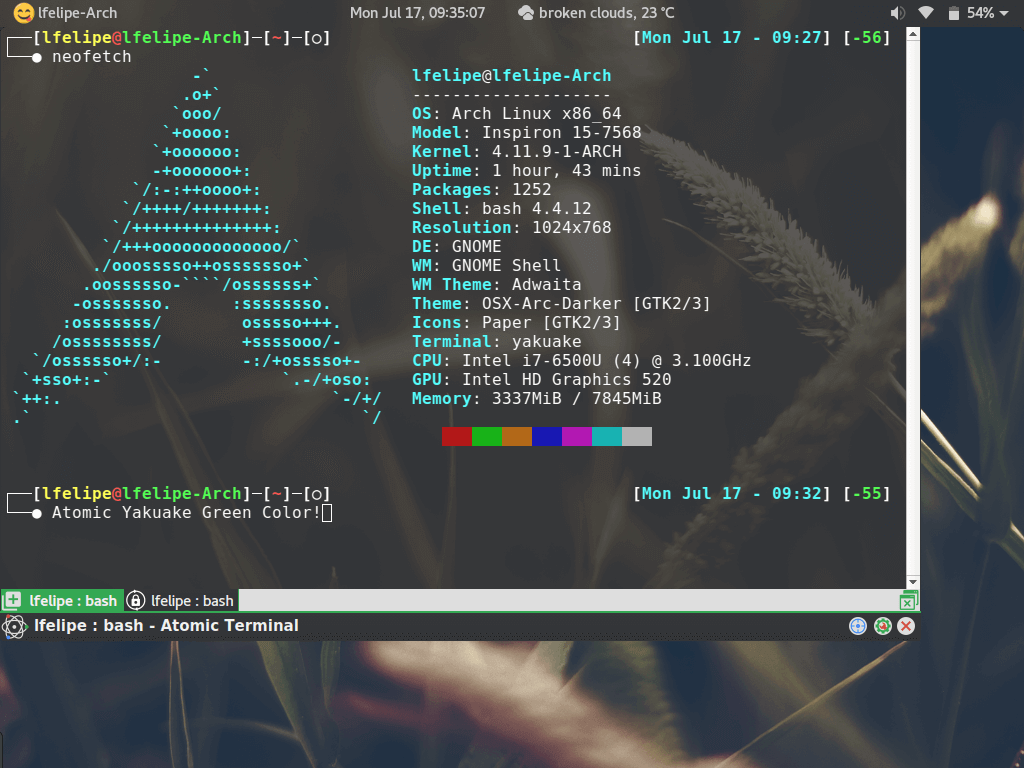 lfelipe-Arch Mon Jul 17, 09:35:07 broken clouds, 23 ℃ 54%
┌──[lfelipe@lfelipe-Arch]─[~]─[○] [Mon Jul 17 - 09:27] [-56]
└──● neofetch
-` lfelipe@lfelipe-Arch
.o+` --------------------
`ooo/ OS: Arch Linux x86_64
`+oooo: Model: Inspiron 15-7568
`+oooooo: Kernel: 4.11.9-1-ARCH
-+oooooo+: Uptime: 1 hour, 43 mins
`/:-:++oooo+: Packages: 1252
`/++++/+++++++: Shell: bash 4.4.12
`/++++++++++++++: Resolution: 1024x768
`/+++ooooooooooooo/` DE: GNOME
./ooosssso++osssssso+` WM: GNOME Shell
.oossssso-````/ossssss+` WM Theme: Adwaita
-osssssso. :ssssssso. Theme: OSX-Arc-Darker [GTK2/3]
:osssssss/ osssso+++. Icons: Paper [GTK2/3]
/ossssssss/ +ssssooo/- Terminal: yakuake
`/ossssso+/:- -:/+osssso+- CPU: Intel i7-6500U (4) @ 3.100GHz
`+sso+:-` `.-/+oso: GPU: Intel HD Graphics 520
`++:. `-/+/ Memory: 3337MiB / 7845MiB
.` `/
┌──[lfelipe@lfelipe-Arch]─[~]─[○] [Mon Jul 17 - 09:32] [-55]
└──● Atomic Yakuake Green Color!
lfelipe : bash lfelipe : bash
lfelipe : bash - Atomic Terminal